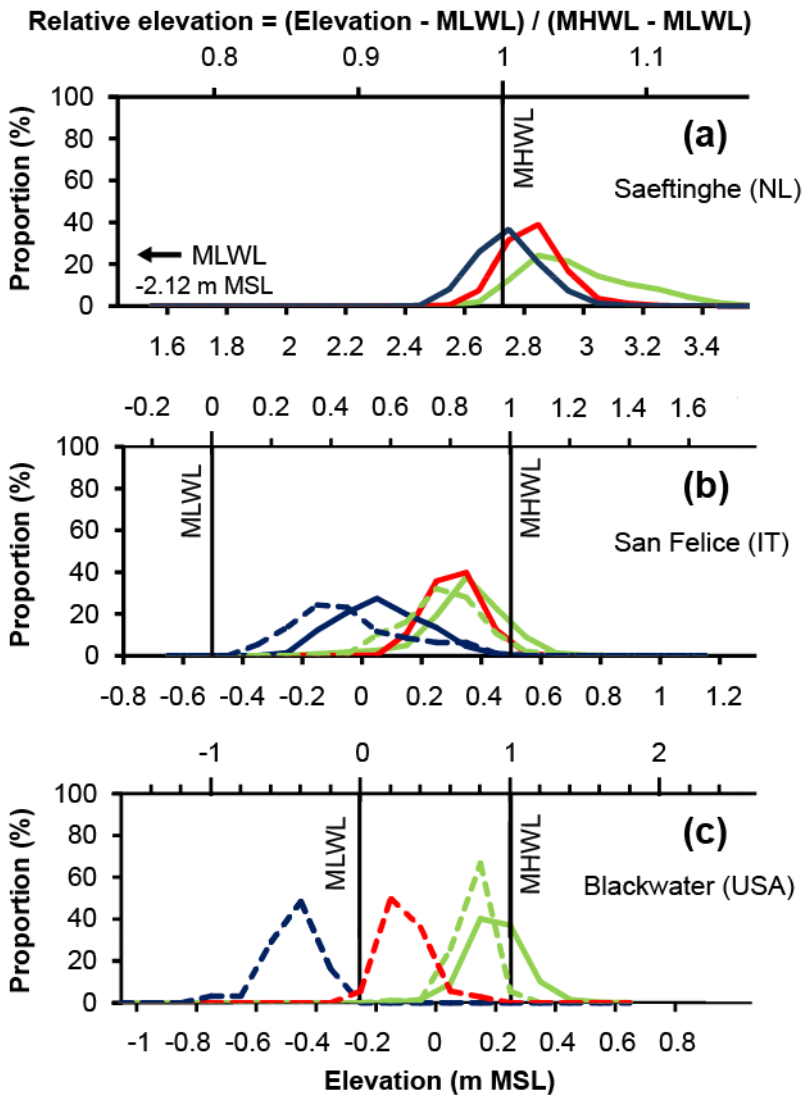 Relative elevation = (Elevation - MLWL) / (MHWL - MLWL)
0.8 0.9 1 1.1
100
80
60
40
20
0
Proportion (%)
MHWL
(a)
Saeftinghe (NL)
MLWL
-2.12 m MSL
1.6 1.8 2 2.2 2.4 2.6 2.8 3 3.2 3.4
-0.2 0 0.2 0.4 0.6 0.8 1 1.2 1.4 1.6
100
80
60
40
20
0
Proportion (%)
MLWL
MHWL
(b)
San Felice (IT)
-0.8 -0.6 -0.4 -0.2 0 0.2 0.4 0.6 0.8 1 1.2
-1 0 1 2
100
80
60
40
20
0
Proportion (%)
MLWL
MHWL
(c)
Blackwater (USA)
-1 -0.8 -0.6 -0.4 -0.2 0 0.2 0.4 0.6 0.8
Elevation (m MSL)